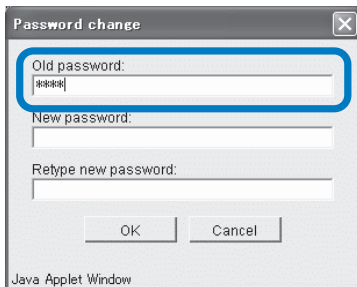 Password change
Old password:
****
New password:
Retype new password:
OK
Cancel
Java Applet Window